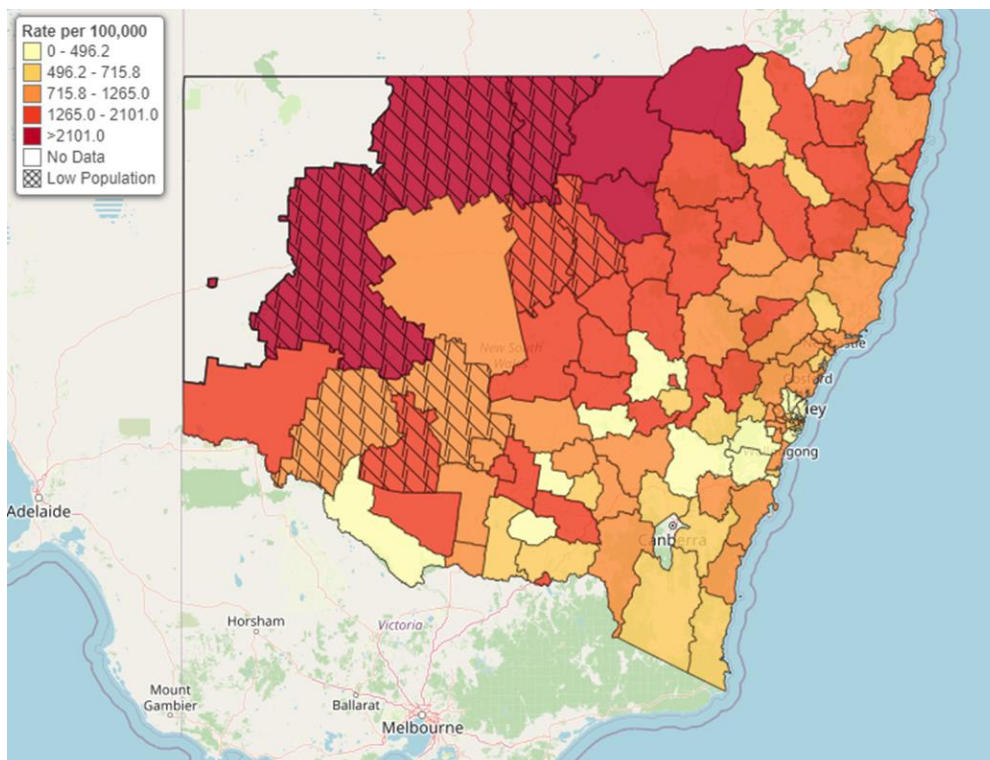 Rate per 100,000
0 - 496.2
496.2 - 715.8
715.8 - 1265.0
1265.0 - 2101.0
>2101.0
No Data
Low Population
New South
Wales
Gosford
Adelaide
Canberra
Horsham
Victoria
Mount
Gambier
Ballarat
Melbourne